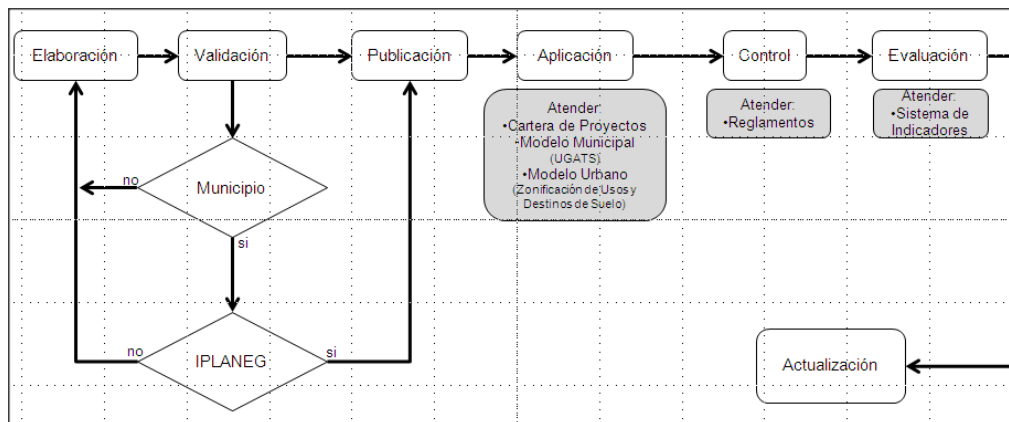 Elaboración
Validación
Publicación
Aplicación
Control
Evaluación
Atender:
•Cartera de Proyectos
•Modelo Municipal
(UGATS)
•Modelo Urbano
(Zonificación de Usos y
Destinos de Suelo)
Atender:
•Reglamentos
Atender:
•Sistema de
Indicadores
no
Municipio
si
no
IPLANEG
si
Actualización